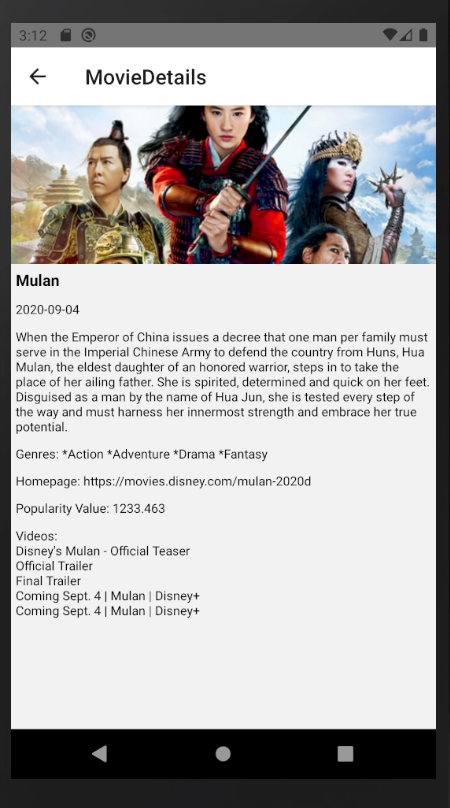 3:12
MovieDetails
Mulan
2020-09-04
When the Emperor of China issues a decree that one man per family must
serve in the Imperial Chinese Army to defend the country from Huns, Hua
Mulan, the eldest daughter of an honored warrior, steps in to take the
place of her ailing father. She is spirited, determined and quick on her feet.
Disguised as a man by the name of Hua Jun, she is tested every step of
the way and must harness her innermost strength and embrace her true
potential.
Genres: *Action *Adventure *Drama *Fantasy
Homepage: https://movies.disney.com/mulan-2020d
Popularity Value: 1233.463
Videos:
Disney's Mulan - Official Teaser
Official Trailer
Final Trailer
Coming Sept. 4 | Mulan | Disney+
Coming Sept. 4 | Mulan | Disney+